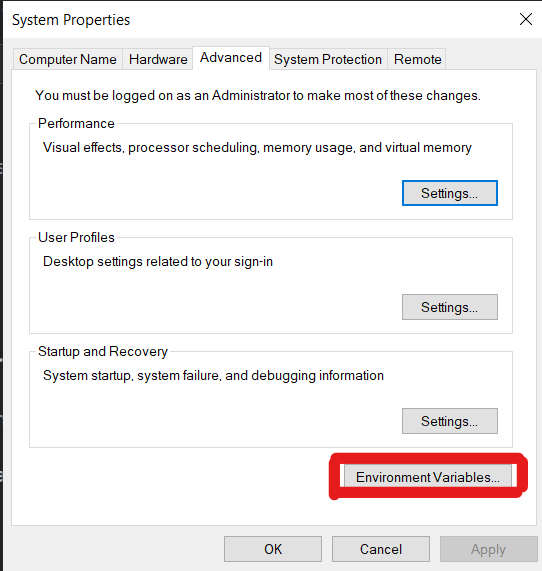 System Properties
Computer Name Hardware Advanced System Protection Remote
You must be logged on as an Administrator to make most of these changes.
Performance
Visual effects, processor scheduling, memory usage, and virtual memory
Settings...
User Profiles
Desktop settings related to your sign-in
Settings...
Startup and Recovery
System startup, system failure, and debugging information
Settings...
Environment Variables...
OK Cancel Apply